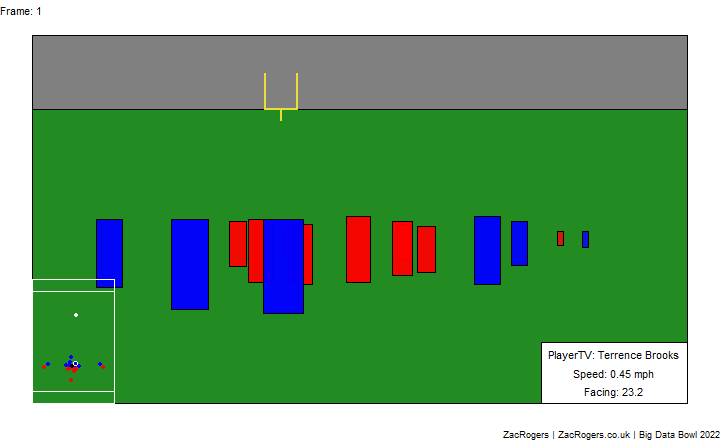 Frame: 1
PlayerTV: Terrence Brooks
Speed: 0.45 mph
Facing: 23.2
ZacRogers | ZacRogers.co.uk | Big Data Bowl 2022